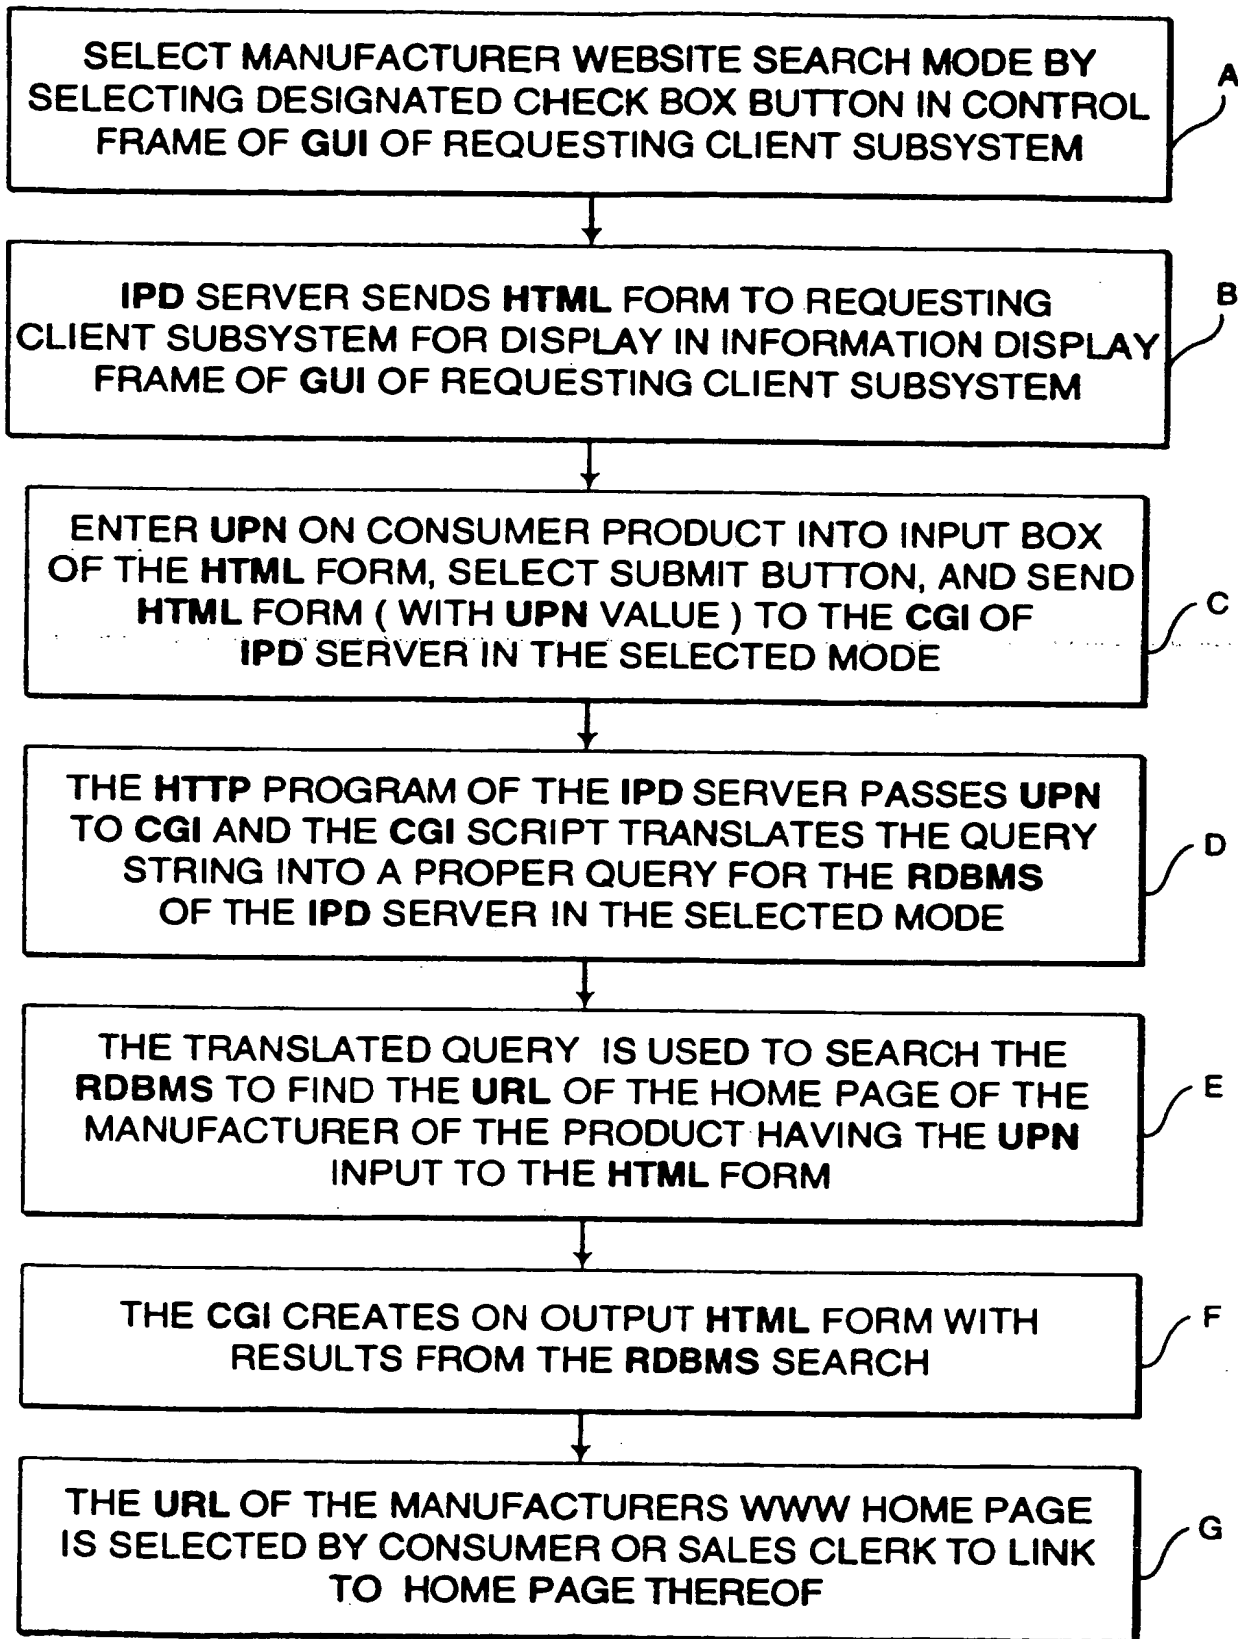 SELECT MANUFACTURER WEBSITE SEARCH MODE BY
SELECTING DESIGNATED CHECK BOX BUTTON IN CONTROL
FRAME OF GUI OF REQUESTING CLIENT SUBSYSTEM
A
IPD SERVER SENDS HTML FORM TO REQUESTING
CLIENT SUBSYSTEM FOR DISPLAY IN INFORMATION DISPLAY
FRAME OF GUI OF REQUESTING CLIENT SUBSYSTEM
B
ENTER UPN ON CONSUMER PRODUCT INTO INPUT BOX
OF THE HTML FORM, SELECT SUBMIT BUTTON, AND SEND
HTML FORM ( WITH UPN VALUE ) TO THE CGI OF
IPD SERVER IN THE SELECTED MODE
C
THE HTTP PROGRAM OF THE IPD SERVER PASSES UPN
TO CGI AND THE CGI SCRIPT TRANSLATES THE QUERY
STRING INTO A PROPER QUERY FOR THE RDBMS
OF THE IPD SERVER IN THE SELECTED MODE
D
THE TRANSLATED QUERY IS USED TO SEARCH THE
RDBMS TO FIND THE URL OF THE HOME PAGE OF THE
MANUFACTURER OF THE PRODUCT HAVING THE UPN
INPUT TO THE HTML FORM
E
THE CGI CREATES ON OUTPUT HTML FORM WITH
RESULTS FROM THE RDBMS SEARCH
F
THE URL OF THE MANUFACTURERS WWW HOME PAGE
IS SELECTED BY CONSUMER OR SALES CLERK TO LINK
TO HOME PAGE THEREOF
G